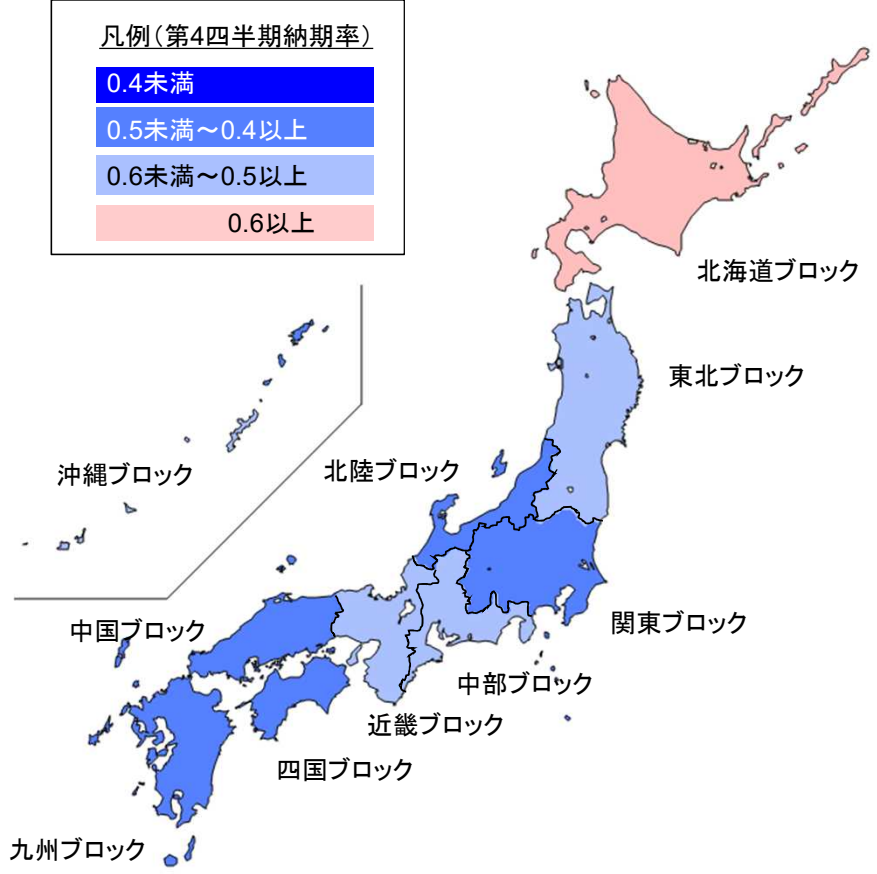 凡例（第4四半期納期率）
0.4未満
0.5未満～0.4以上
0.6未満～0.5以上
0.6以上
北海道ブロック
東北ブロック
北陸ブロック
沖縄ブロック
関東ブロック
中国ブロック
中部ブロック
近畿ブロック
四国ブロック
九州ブロック